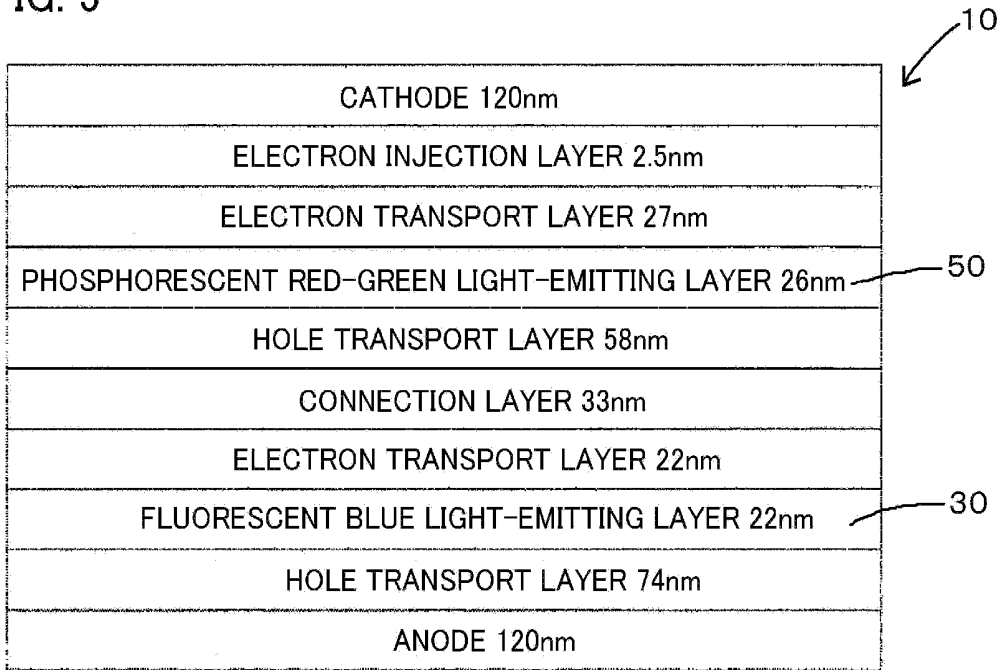 10
CATHODE 120nm
ELECTRON INJECTION LAYER 2.5nm
ELECTRON TRANSPORT LAYER 27nm
PHOSPHORESCENT RED-GREEN LIGHT-EMITTING LAYER 26nm 50
HOLE TRANSPORT LAYER 58nm
CONNECTION LAYER 33nm
ELECTRON TRANSPORT LAYER 22nm
FLUORESCENT BLUE LIGHT-EMITTING LAYER 22nm 30
HOLE TRANSPORT LAYER 74nm
ANODE 120nm